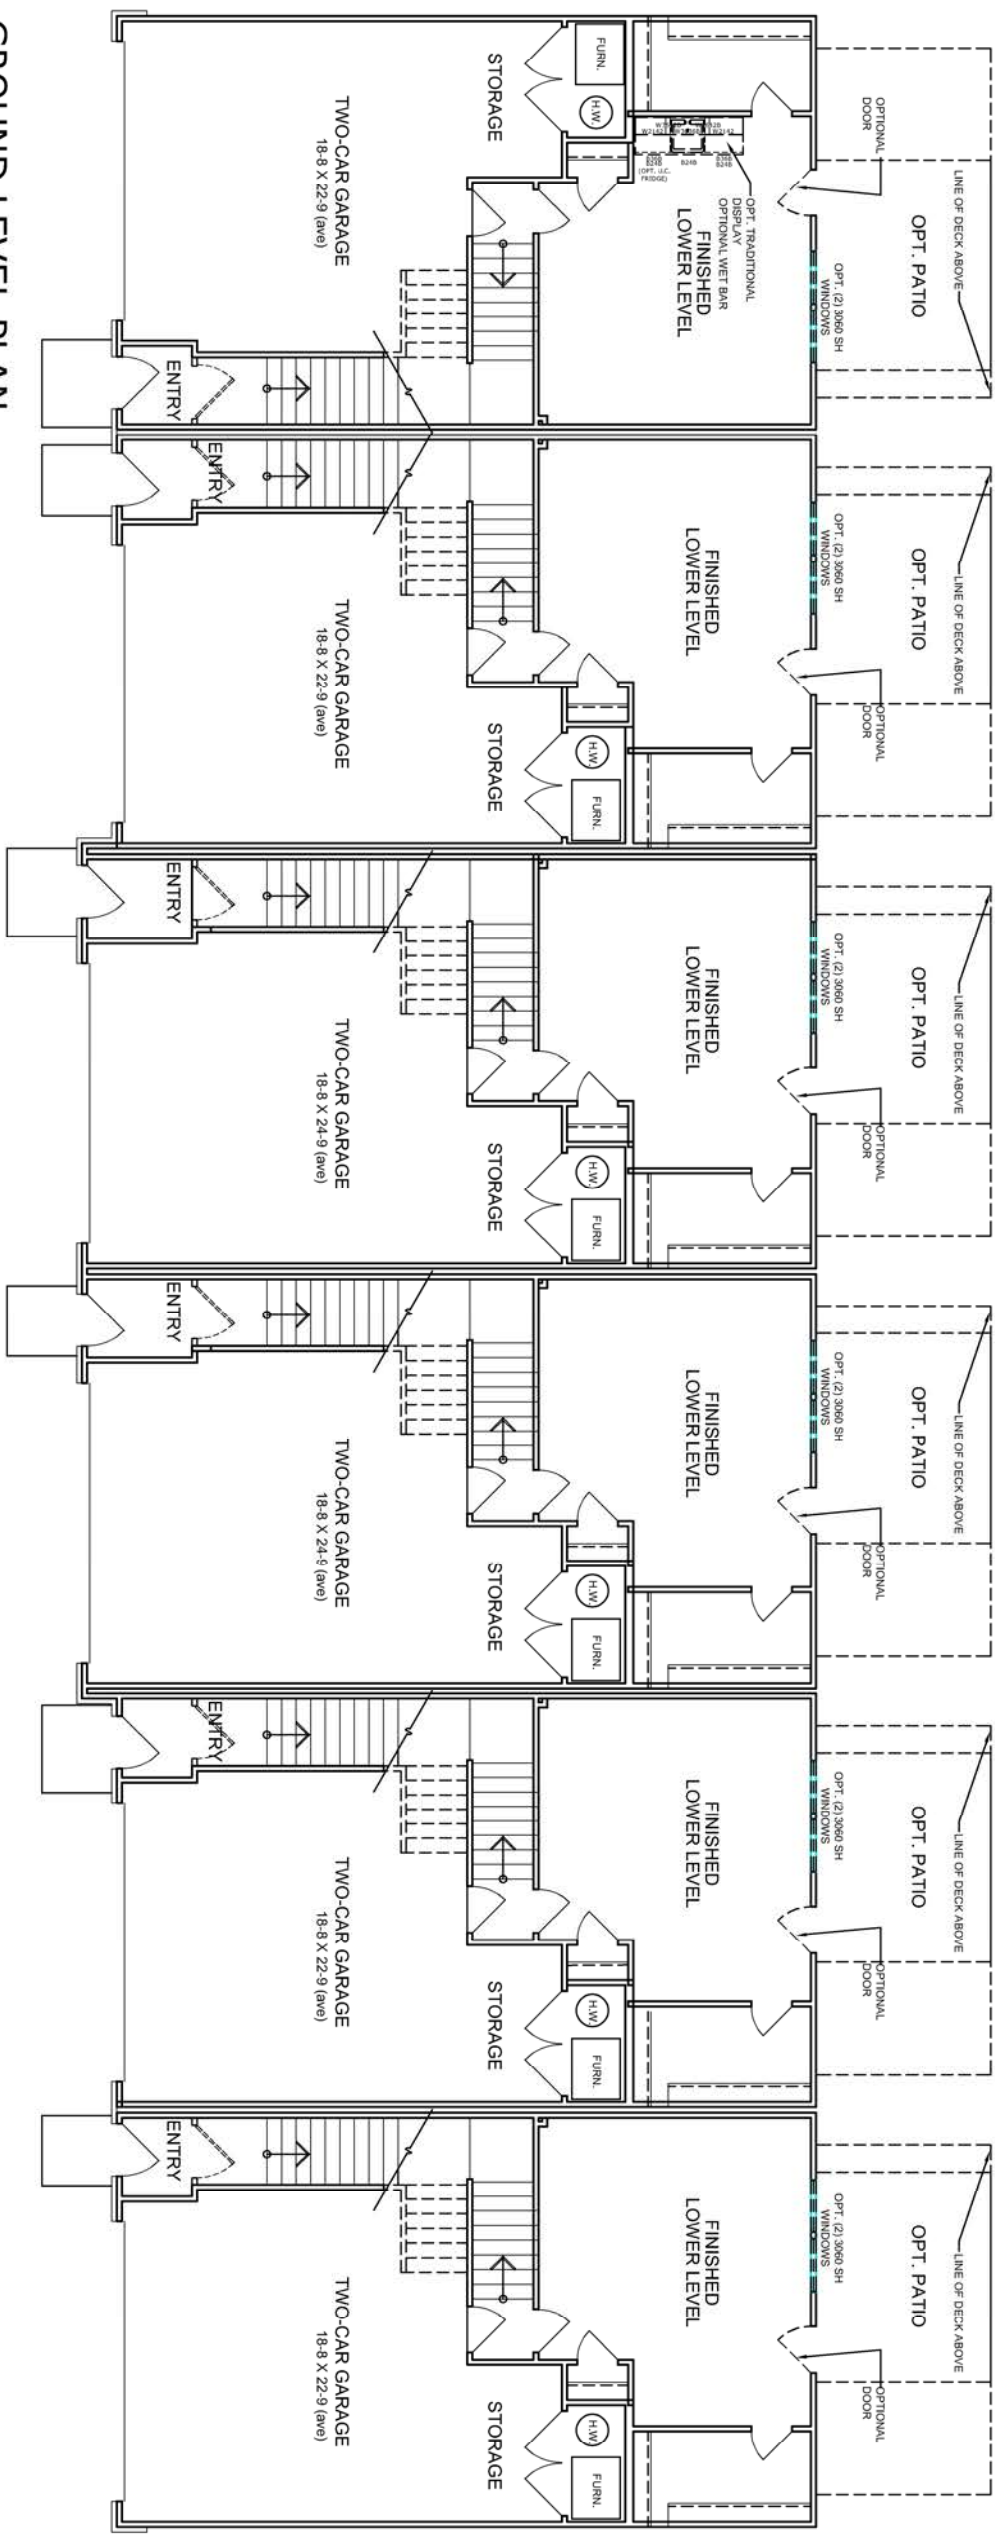 LINE OF DECK ABOVE
OPT. PATIO
OPTIONAL
DOOR
OPT. (2) 3060 SH
WINDOWS
OPT. TRADITIONAL
DISPLAY
OPTIONAL WET BAR
FINISHED
LOWER LEVEL
W2142
W2142
B36B
B24B
B24B
B36B
B24B
(OPT. U.C.
FRIDGE)
FURN.
H.W.
STORAGE
TWO-CAR GARAGE
18-8 X 22-9 (ave)
ENTRY
LINE OF DECK ABOVE
OPT. PATIO
OPTIONAL
DOOR
OPT. (2) 3060 SH
WINDOWS
FINISHED
LOWER LEVEL
H.W.
FURN.
STORAGE
TWO-CAR GARAGE
18-8 X 22-9 (ave)
ENTRY
LINE OF DECK ABOVE
OPT. PATIO
OPTIONAL
DOOR
OPT. (2) 3060 SH
WINDOWS
FINISHED
LOWER LEVEL
H.W.
FURN.
STORAGE
TWO-CAR GARAGE
18-8 X 24-9 (ave)
ENTRY
LINE OF DECK ABOVE
OPT. PATIO
OPTIONAL
DOOR
OPT. (2) 3060 SH
WINDOWS
FINISHED
LOWER LEVEL
H.W.
FURN.
STORAGE
TWO-CAR GARAGE
18-8 X 24-9 (ave)
ENTRY
LINE OF DECK ABOVE
OPT. PATIO
OPTIONAL
DOOR
OPT. (2) 3060 SH
WINDOWS
FINISHED
LOWER LEVEL
H.W.
FURN.
STORAGE
TWO-CAR GARAGE
18-8 X 22-9 (ave)
ENTRY
LINE OF DECK ABOVE
OPT. PATIO
OPTIONAL
DOOR
OPT. (2) 3060 SH
WINDOWS
FINISHED
LOWER LEVEL
H.W.
FURN.
STORAGE
TWO-CAR GARAGE
18-8 X 22-9 (ave)
ENTRY
GROUND LEVEL PLAN